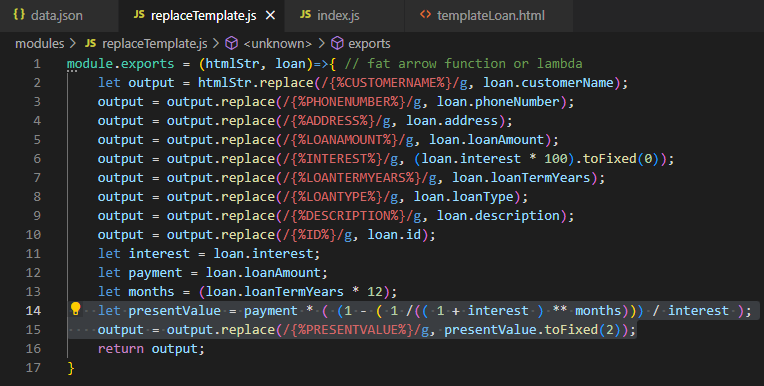 {} data.json JS replaceTemplate.js × JS index.js <> templateLoan.html
modules > JS replaceTemplate.js > <unknown> > exports
1 module.exports = (htmlStr, loan)=>{ // fat arrow function or lambda
2 let output = htmlStr.replace(/{%CUSTOMERNAME%}/g, loan.customerName);
3 output = output.replace(/{%PHONENUMBER%}/g, loan.phoneNumber);
4 output = output.replace(/{%ADDRESS%}/g, loan.address);
5 output = output.replace(/{%LOANAMOUNT%}/g, loan.loanAmount);
6 output = output.replace(/{%INTEREST%}/g, (loan.interest * 100).toFixed(0));
7 output = output.replace(/{%LOANTERMYEARS%}/g, loan.loanTermYears);
8 output = output.replace(/{%LOANTYPE%}/g, loan.loanType);
9 output = output.replace(/{%DESCRIPTION%}/g, loan.description);
10 output = output.replace(/{%ID%}/g, loan.id);
11 let interest = loan.interest;
12 let payment = loan.loanAmount;
13 let months = (loan.loanTermYears * 12);
14 let presentValue = payment * ( (1 - ( 1 /(( 1 + interest ) ** months))) / interest );
15 output = output.replace(/{%PRESENTVALUE%}/g, presentValue.toFixed(2));
16 return output;
17 }